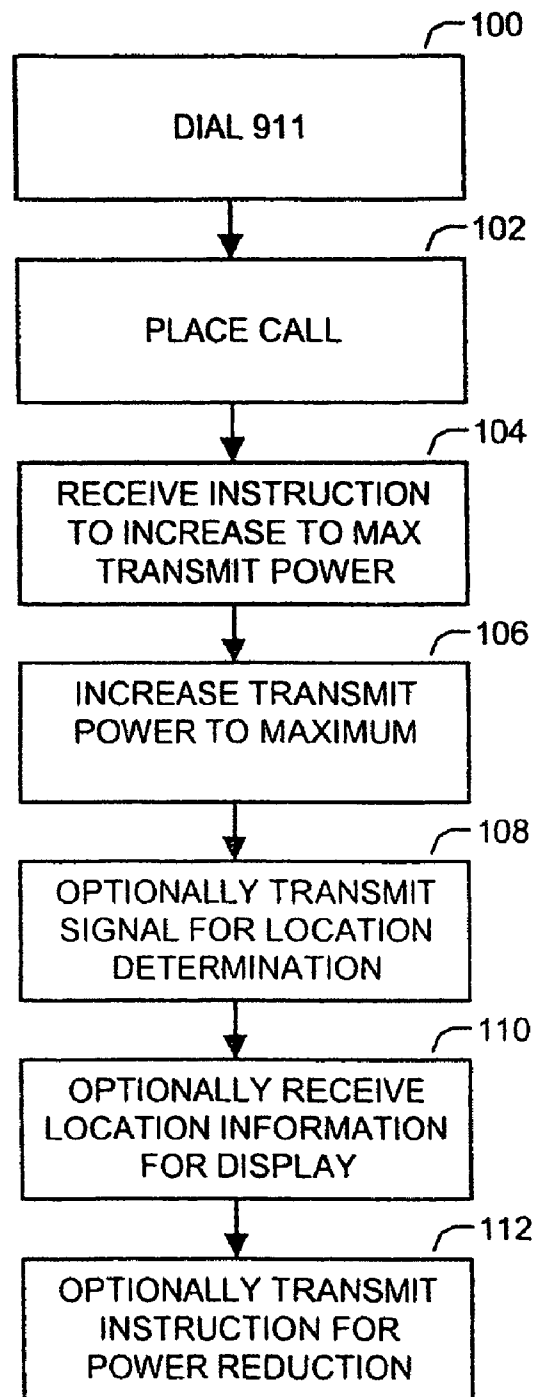 100
DIAL 911
102
PLACE CALL
104
RECEIVE INSTRUCTION
TO INCREASE TO MAX
TRANSMIT POWER
106
INCREASE TRANSMIT
POWER TO MAXIMUM
108
OPTIONALLY TRANSMIT
SIGNAL FOR LOCATION
DETERMINATION
110
OPTIONALLY RECEIVE
LOCATION INFORMATION
FOR DISPLAY
112
OPTIONALLY TRANSMIT
INSTRUCTION FOR
POWER REDUCTION